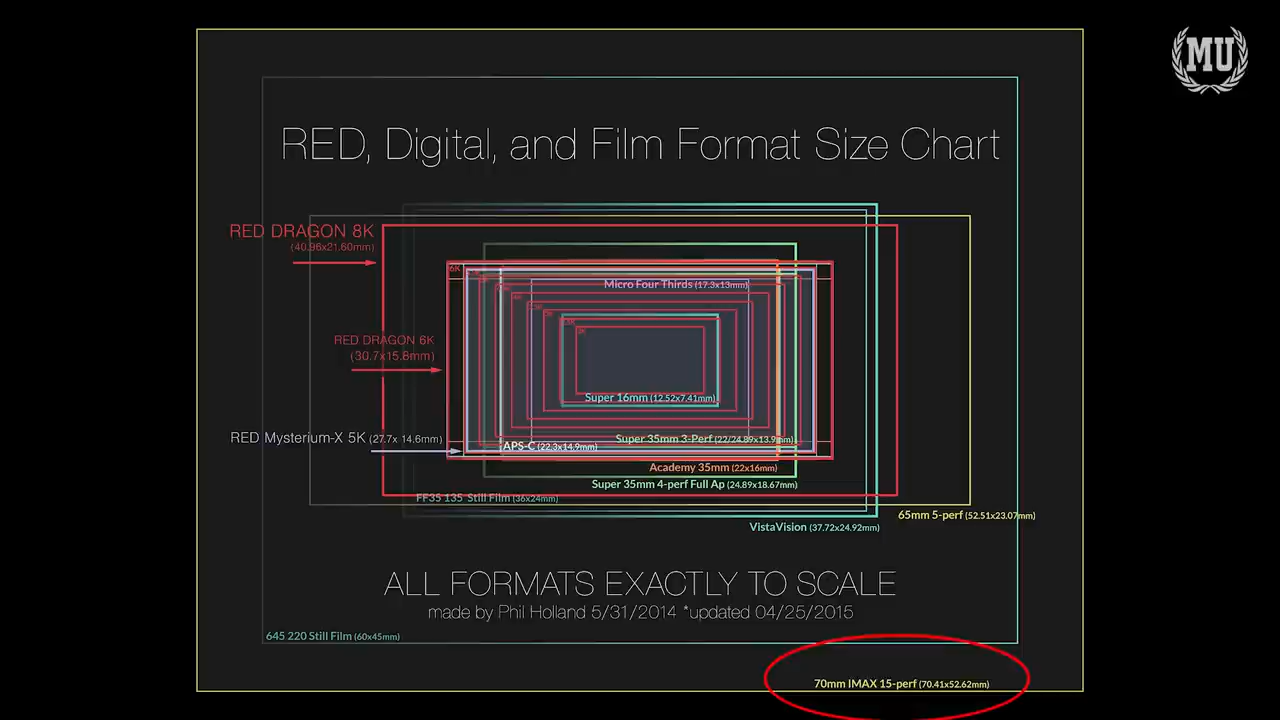 MU
RED, Digital, and Film Format Size Chart
RED DRAGON 8K
(40.96x21.60mm)
6K
Micro Four Thirds (17.3x13mm)
RED DRAGON 6K
(30.7x15.8mm)
Super 16mm (12.52x7.41mm)
RED Mysterium-X 5K (27.7x 14.6mm)
Super 35mm 3-Perf (22/24.89x13.9mm)
APS-C (22.3x14.9mm)
Academy 35mm (22x16mm)
Super 35mm 4-perf Full Ap (24.89x18.67mm)
FF35 135 Still Film (36x24mm)
65mm 5-perf (52.51x23.07mm)
VistaVision (37.72x24.92mm)
ALL FORMATS EXACTLY TO SCALE
made by Phil Holland 5/31/2014 *updated 04/25/2015
645 220 Still Film (60x45mm)
70mm IMAX 15-perf (70.41x52.62mm)